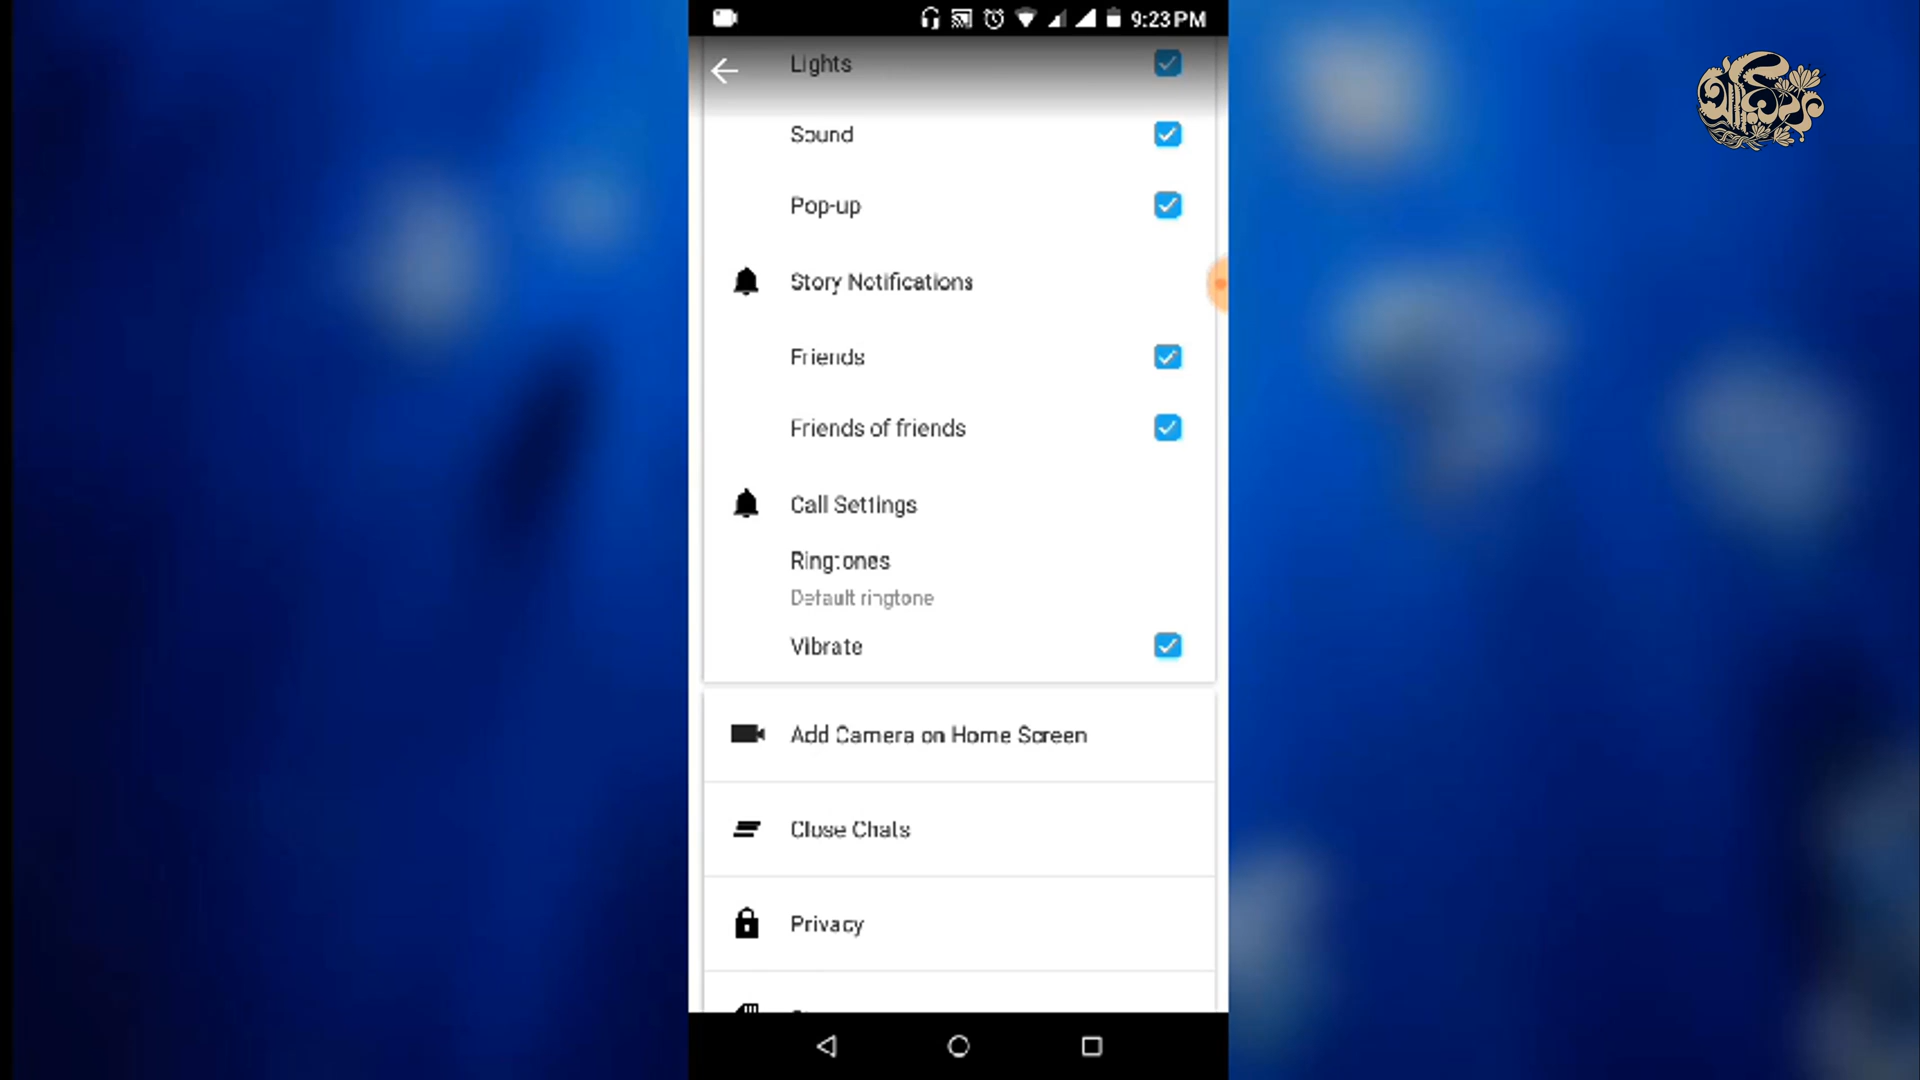 9:23 PM
Lights
Sound
Pop-up
Story Notifications
Friends
Friends of friends
Call Settings
Ringtones
Default ringtone
Vibrate
Add Camera on Home Screen
Close Chats
Privacy